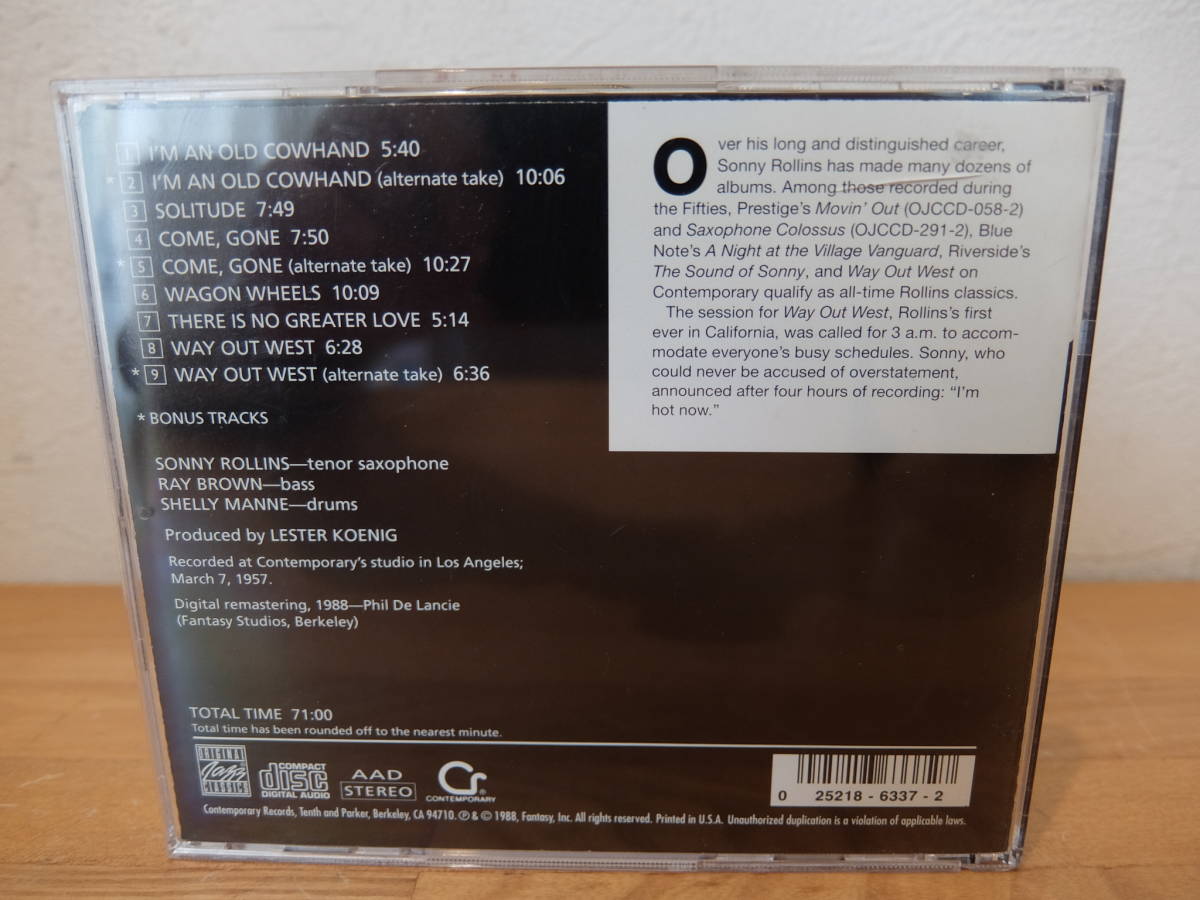 1 I'M AN OLD COWHAND 5:40
* 2 I'M AN OLD COWHAND (alternate take) 10:06
3 SOLITUDE 7:49
4 COME, GONE 7:50
* 5 COME, GONE (alternate take) 10:27
6 WAGON WHEELS 10:09
7 THERE IS NO GREATER LOVE 5:14
8 WAY OUT WEST 6:28
* 9 WAY OUT WEST (alternate take) 6:36
* BONUS TRACKS
SONNY ROLLINS—tenor saxophone
RAY BROWN—bass
SHELLY MANNE—drums
Produced by LESTER KOENIG
Recorded at Contemporary's studio in Los Angeles;
March 7, 1957.
Digital remastering, 1988—Phil De Lancie
(Fantasy Studios, Berkeley)
Over his long and distinguished career,
Sonny Rollins has made many dozens of
albums. Among those recorded during
the Fifties, Prestige's Movin' Out (OJCCD-058-2)
and Saxophone Colossus (OJCCD-291-2), Blue
Note's A Night at the Village Vanguard, Riverside's
The Sound of Sonny, and Way Out West on
Contemporary qualify as all-time Rollins classics.
The session for Way Out West, Rollins's first
ever in California, was called for 3 a.m. to accom-
modate everyone's busy schedules. Sonny, who
could never be accused of overstatement,
announced after four hours of recording: "I'm
hot now."
TOTAL TIME 71:00
Total time has been rounded off to the nearest minute.
ORIGINAL
Jazz
CLASSICS
COMPACT
disc
DIGITAL AUDIO
AAD
STEREO
Cr
CONTEMPORARY
0 25218-6337-2
Contemporary Records, Tenth and Parker, Berkeley, CA 94710. ℗ & © 1988, Fantasy, Inc. All rights reserved. Printed in U.S.A. Unauthorized duplication is a violation of applicable laws.